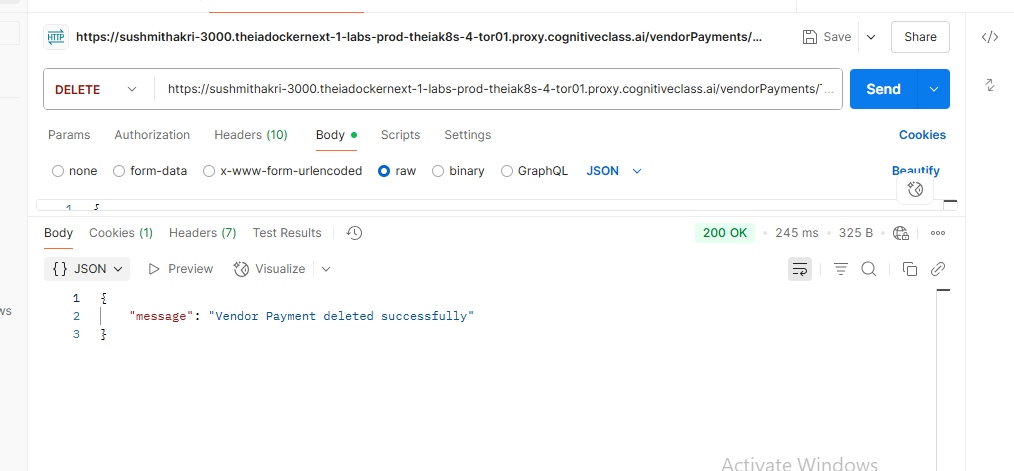 HTTP https://sushmithakri-3000.theiadockernext-1-labs-prod-theiak8s-4-tor01.proxy.cognitiveclass.ai/vendorPayments/... Save Share
DELETE https://sushmithakri-3000.theiadockernext-1-labs-prod-theiak8s-4-tor01.proxy.cognitiveclass.ai/vendorPayments/ ... Send
Params Authorization Headers (10) Body Scripts Settings Cookies
none form-data x-www-form-urlencoded raw binary GraphQL JSON Beautify
1 {
Body Cookies (1) Headers (7) Test Results 200 OK 245 ms 325 B
{} JSON Preview Visualize
1 {
2 "message": "Vendor Payment deleted successfully"
3 }
Activate Windows